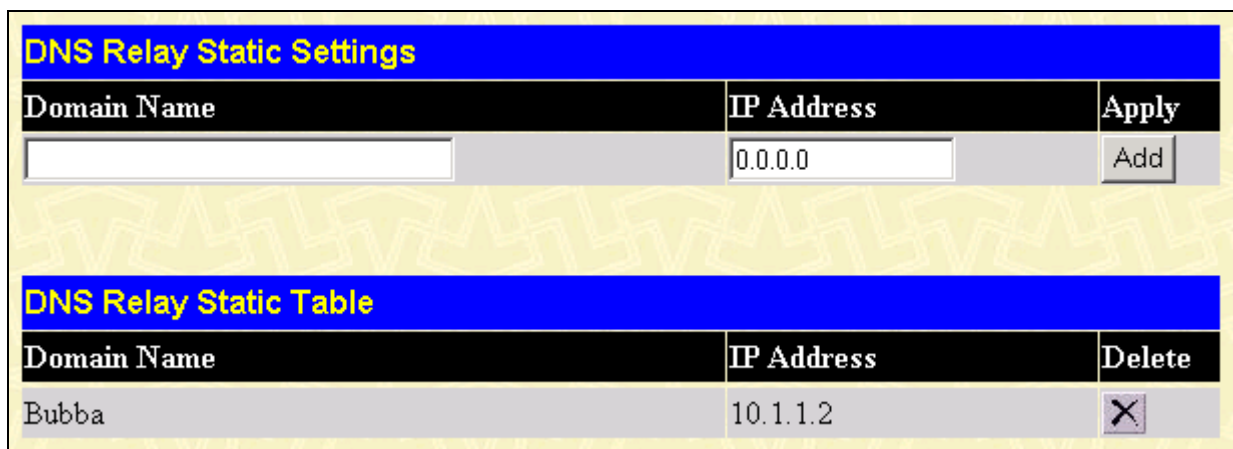 DNS Relay Static Settings
Domain Name IP Address Apply
0.0.0.0 Add
DNS Relay Static Table
Domain Name IP Address Delete
Bubba 10.1.1.2